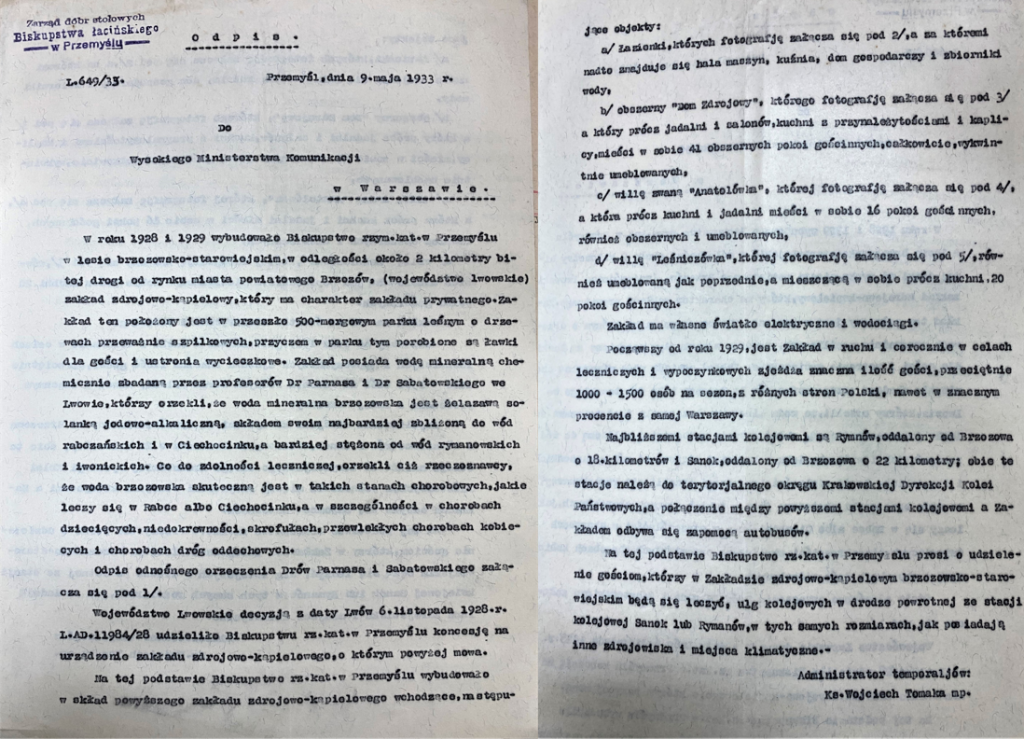 Zarząd dóbr stołowych
Biskupstwa łacińskiego
w Przemyślu
O d p i s .
L.649/33.
Przemyśl,dnia 9.maja 1933 r.
Do
Wysokiego Ministerstwa Komunikacji
w Warszawie.
W roku 1928 i 1929 wybudowało Biskupstwo rzym.kat.w Przemyślu
w lesie brzozowsko-starowiejskim,w odległości około 2 kilometry bi-
tej drogi od rynku miasta powiatowego Brzozów, (województwo lwowskie)
zakład zdrojowo-kąpielowy,który ma charakter zakładu prywatnego.Za-
kład ten położony jest w przeszło 500-morgowym parku leśnym o drze-
wach przeważnie szpilkowych,przyczem w parku tym porobione są ławki
dla gości i ustronia wycieczkowe. Zakład posiada wodę mineralną che-
micznie zbadaną przez profesorów Dr Parnasa i Dr Sabatowskiego we
Lwowie,którzy orzekli,że woda mineralna brzozowska jest żelazawą so-
lanką jodowo-alkaliczną, składem swoim najbardziej zbliżoną do wód
rabczańskich i w Ciechocinku,a bardziej stężona od wód rymanowskich
i iwonickich. Co do zdolności leczniczej,orzekli ciż rzeczoznawcy,
że woda brzozowska skuteczną jest w takich stanach chorobowych,jakie
leczy się w Rabce albo Ciechocinku,a w szczególności w chorobach
dziecięcych,niedokrewności,skrofułach,przewlekłych chorobach kobie-
cych i chorobach dróg oddechowych.
Odpis odnośnego orzeczenia Drów Parnasa i Sabatowskiego załą-
cza się pod 1/.
Województwo Lwowskie decyzją z daty Lwów 6.listopada 1928.r.
L.AD.11984/28 udzieliło Biskupstwu rz.kat.w Przemyślu koncesję na
urządzenie zakładu zdrojowo-kąpielowego,o którym powyżej mowa.
Na tej podstawie Biskupstwo rz.kat.w Przemyślu wybudowało
w skład powyższego zakładu zdrojowo-kąpielowego wchodzące,następu-
jące objekty:
a/ Łazienki,których fotografję załącza się pod 2/,a za któremi
nadto znajduje się hala maszyn, kuźnia, dom gospodarczy i zbiorniki
wody,
b/ obszerny "Dom Zdrojowy", którego fotografję załącza się pod 3/
a który prócz jadalni i salonów,kuchni z przynależytościami i kapli-
cy,mieści w sobie 41 obszernych pokoi gościnnych,całkowicie,wykwin-
tnie umeblowanych,
c/ willę zwaną "Anatolówka", której fotografję załącza się pod 4/,
a która prócz kuchni i jadalni mieści w sobie 16 pokoi gościnnych,
również obszernych i umeblowanych,
d/ willę "Leśniczówka",której fotografję załącza się pod 5/,rów-
nież umeblowaną jak poprzednio,a mieszczącą w sobie prócz kuchni.20
pokoi gościnnych.
Zakład ma własne światło elektryczne i wodociągi.
Począwszy od roku 1929,jest Zakład w ruchu i corocznie w celach
leczniczych i wypoczynkowych zjeżdża znaczna ilość gości,przeciętnie
1000 - 1500 osób na sezon,z różnych stron Polski, nawet w znacznym
procencie z samej Warszawy.
Najbliższemi stacjami kolejowemi są Rymanów,oddalony od Brzozowa
o 18.kilometrów i Sanok,oddalony od Brzozowa o 22 kilometry; obie te
stacje należą do terytorjalnego okręgu Krakowskiej Dyrekcji Kolei
Państwowych,a połączenie między powyższemi stacjami kolejowemi a Za-
kładem odbywa się zapomocą autobusów.
Na tej podstawie Biskupstwo rz.kat.w Przemyślu prosi o udziele-
nie gościom,którzy w Zakładzie zdrojowo-kąpielowym brzozowsko-staro-
wiejskim będą się leczyć, ulg kolejowych w drodze powrotnej ze stacji
kolejowej Sanok lub Rymanów,w tych samych rozmiarach,jak posiadają
inne zdrojowiska i miejsca klimatyczne.-
Administrator temporaljów:
Ks.Wojciech Tomaka mp.